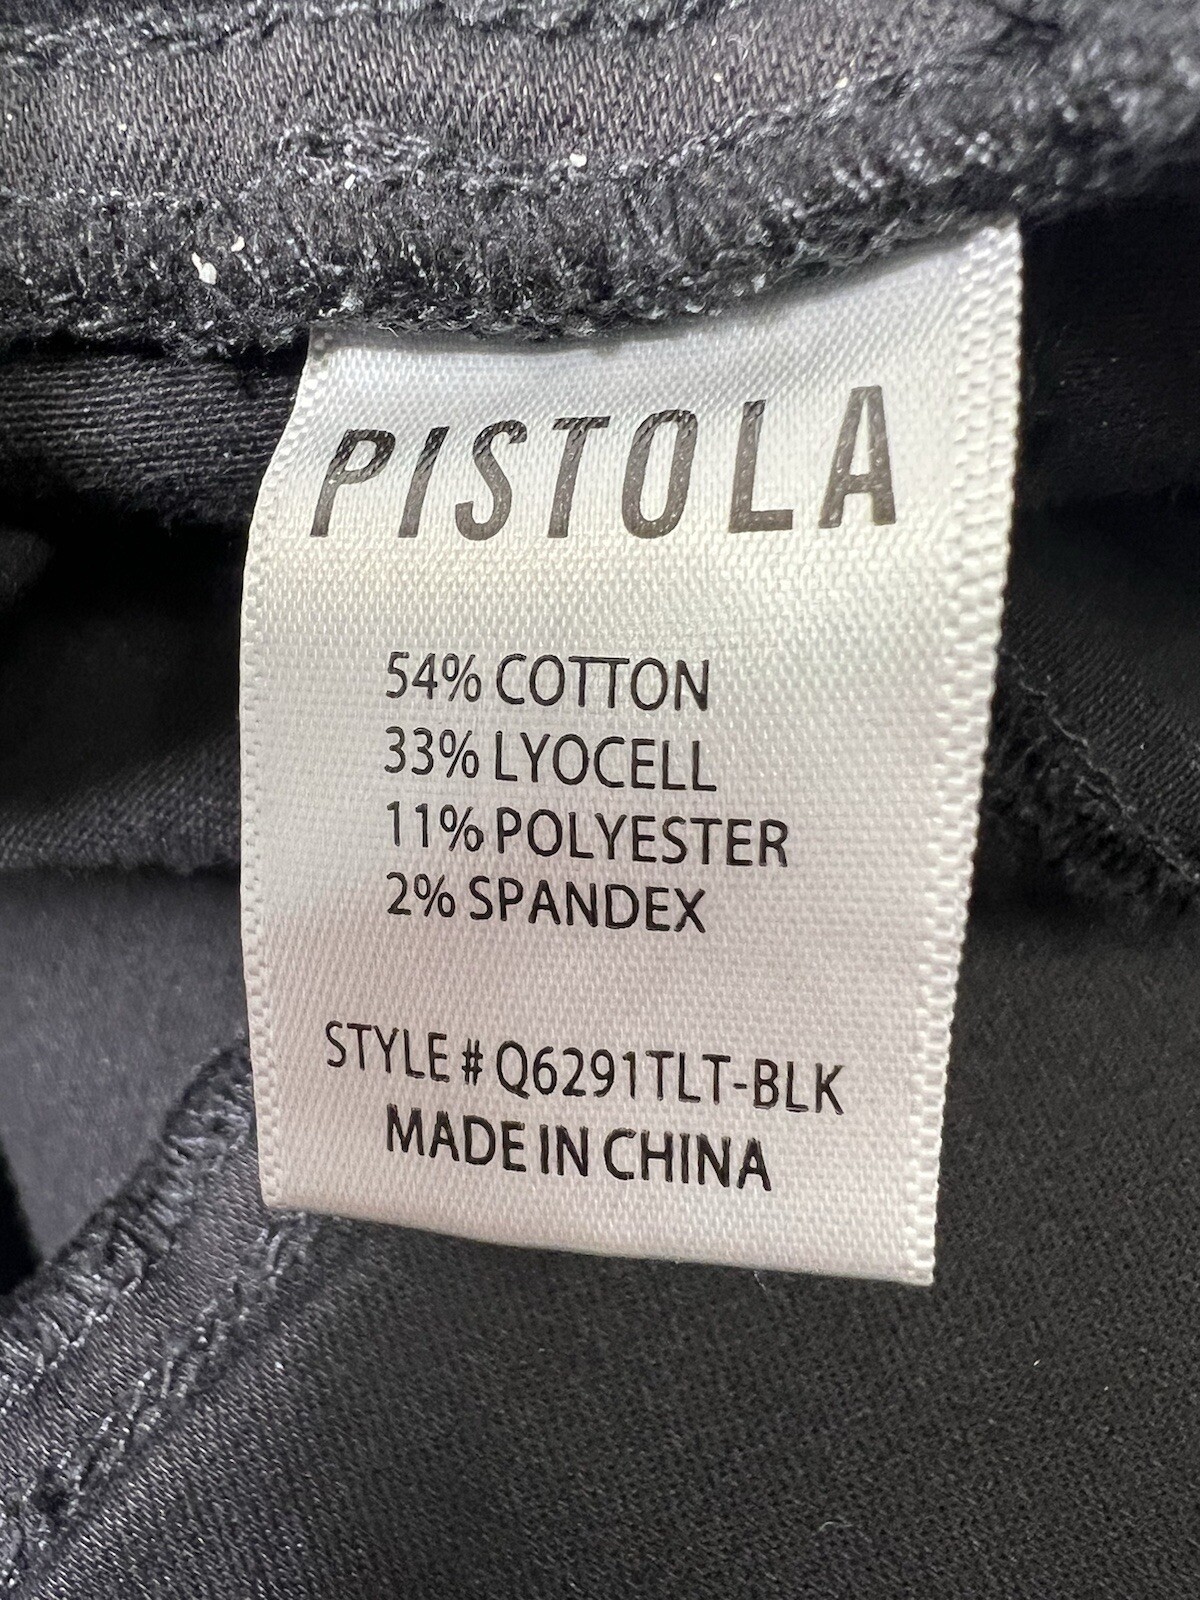 PISTOLA
54% COTTON
33% LYOCELL
11% POLYESTER
2% SPANDEX
STYLE # Q6291TLT-BLK
MADE IN CHINA